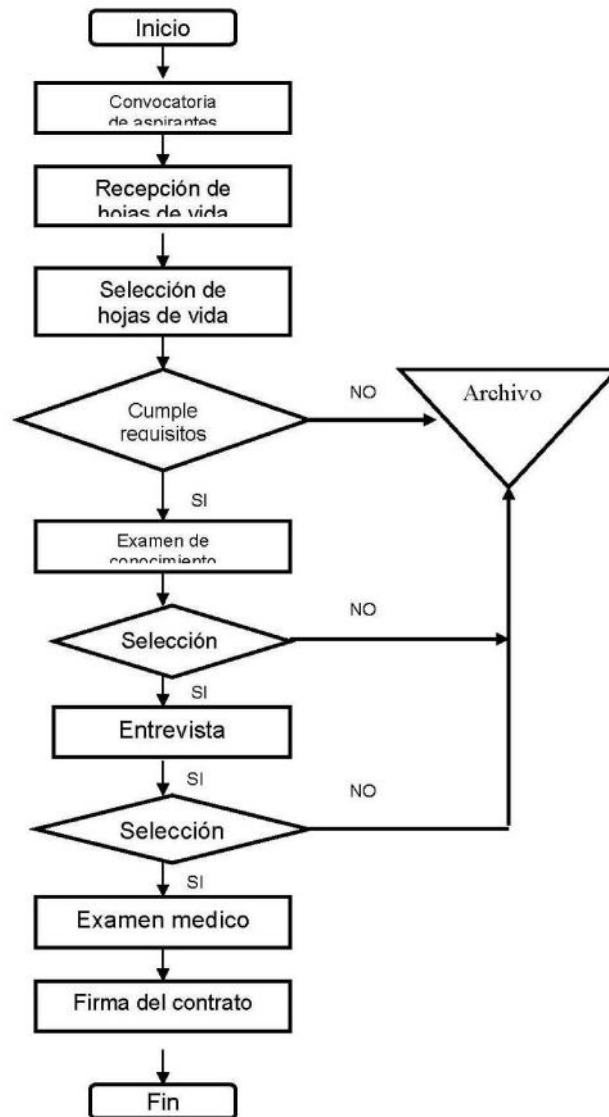 Inicio
Convocatoria
de aspirantes
Recepción de
hojas de vida
Selección de
hojas de vida
Cumple
requisitos
NO
Archivo
SI
Examen de
conocimiento
Selección
NO
SI
Entrevista
SI
NO
Selección
SI
Examen medico
Firma del contrato
Fin